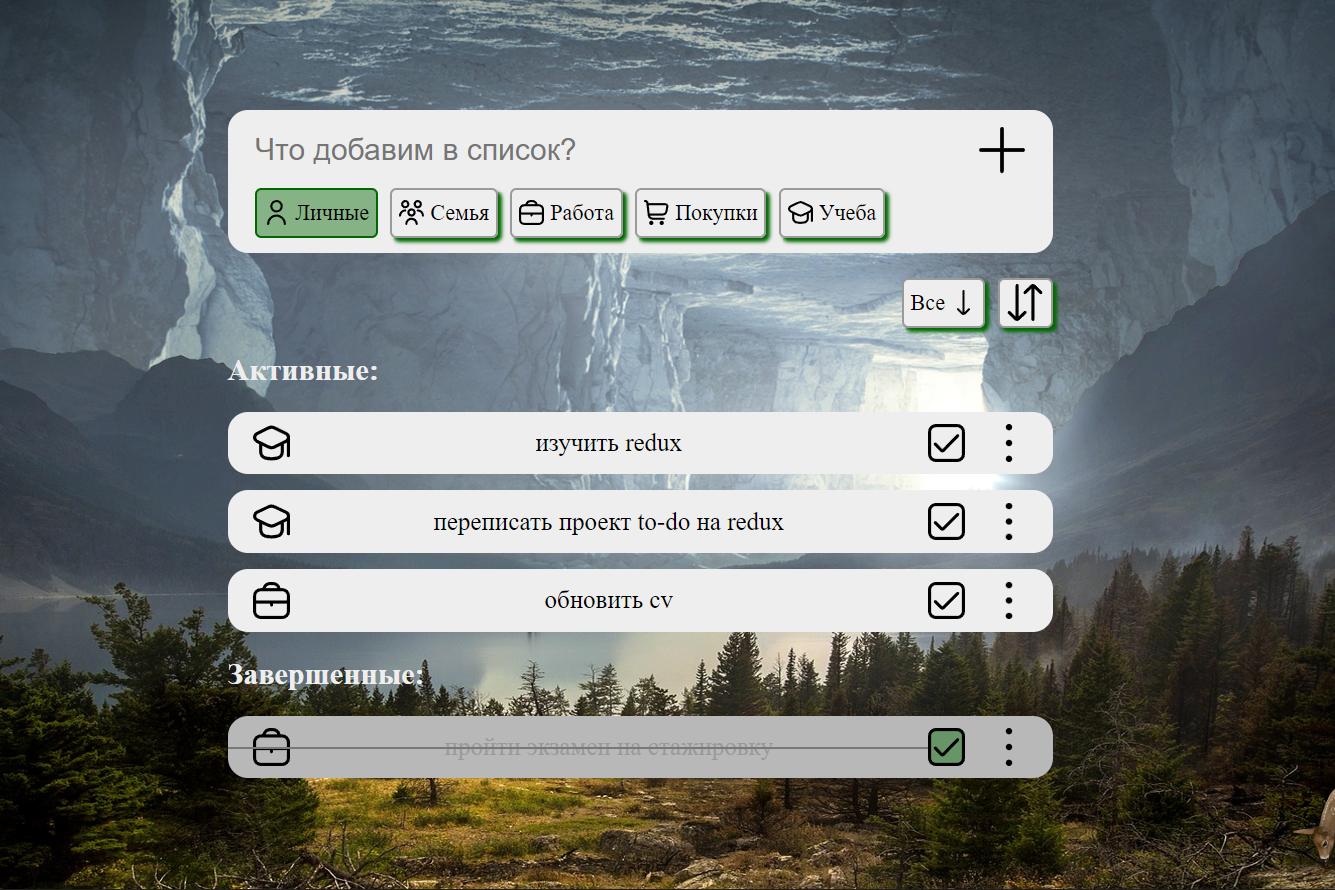 Что добавим в список?
Личные Семья Работа Покупки Учеба
Все
Активные:
изучить redux
переписать проект to-do на redux
обновить cv
Завершенные:
пройти экзамен на стажировку